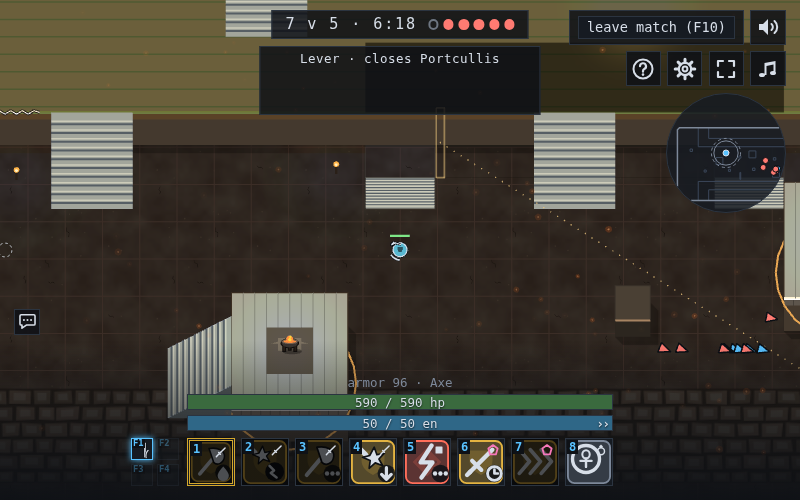 7 v 5 · 6:18
leave match (F10)
Lever · closes Portcullis
armor 96 · Axe
590 / 590 hp
50 / 50 en ››
F1 F2
F3 F4
1 2 3 4 5 6 7 8